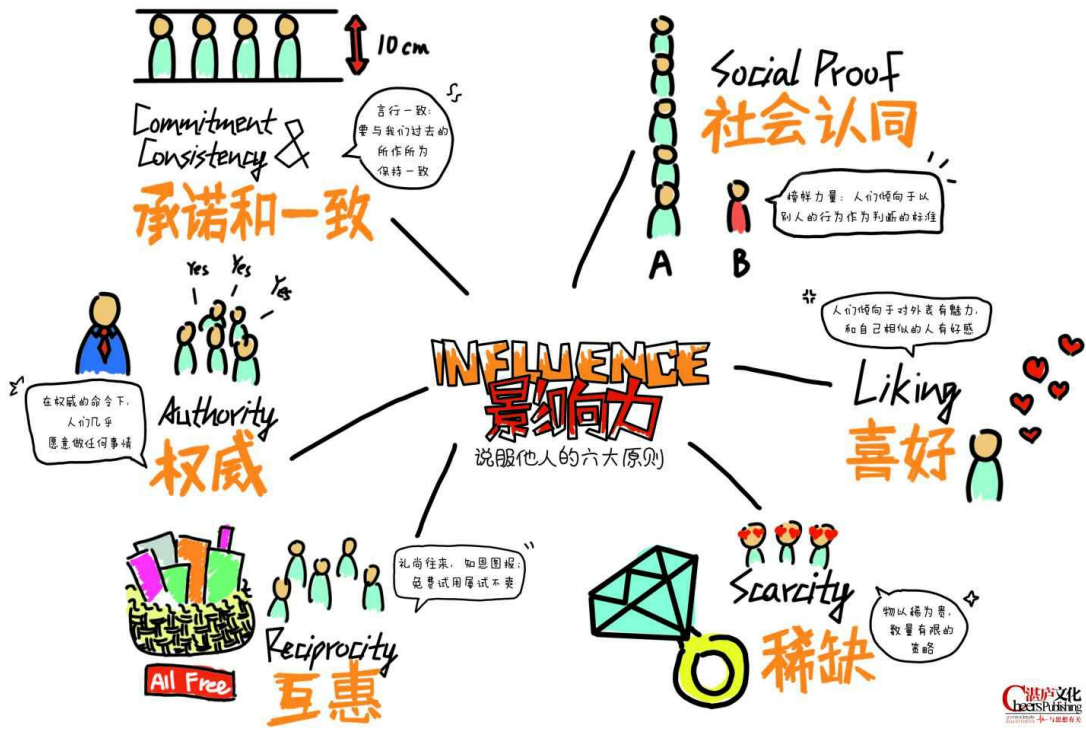 10cm
Commitment &
Consistency
承诺和一致
言行一致:
要与我们过去的
所作所为
保持一致
Social Proof
社会认同
榜样力量: 人们倾向于以
别人的行为作为判断的标准
A
B
Yes
Yes
Yes
Authority
权威
在权威的命令下,
人们几乎
愿意做任何事情
INFLUENCE
影响力
说服他人的六大原则
人们倾向于对外表有魅力,
和自己相似的人有好感
Liking
喜好
All Free
Reciprocity
互惠
礼尚往来, 知恩图报;
免费试用屡试不爽
Scarcity
稀缺
物以稀为贵,
数量有限的
策略
湛庐文化
Cheers Publishing
a mindstyle business
与思想有关